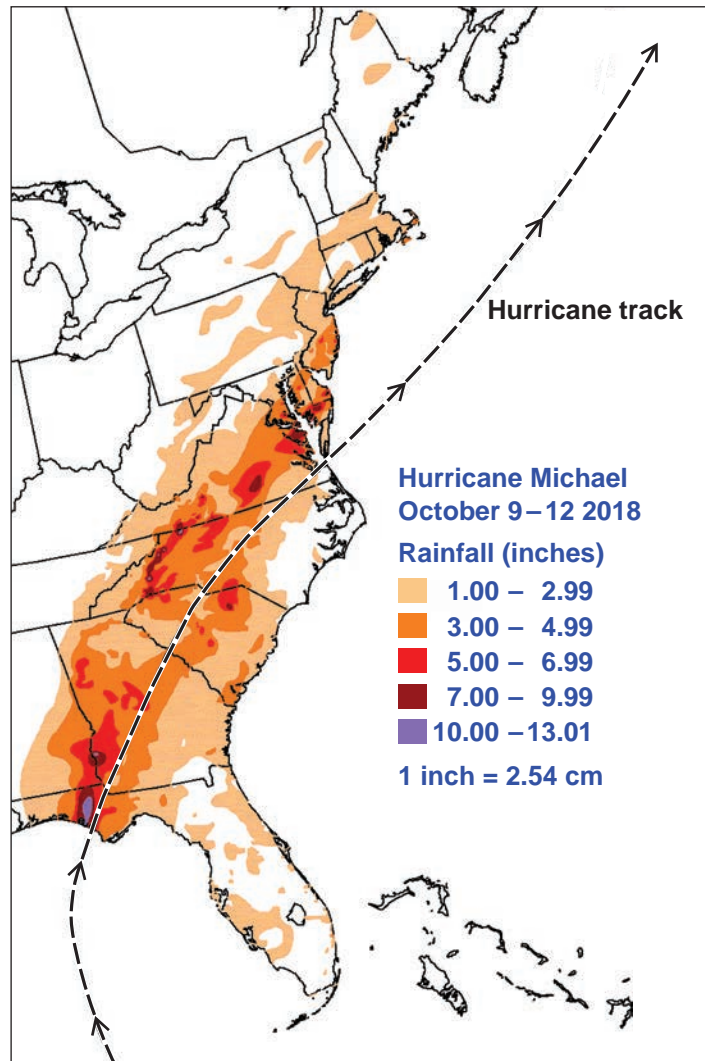 Hurricane track
Hurricane Michael
October 9–12 2018
Rainfall (inches)
1.00 – 2.99
3.00 – 4.99
5.00 – 6.99
7.00 – 9.99
10.00 –13.01
1 inch = 2.54 cm